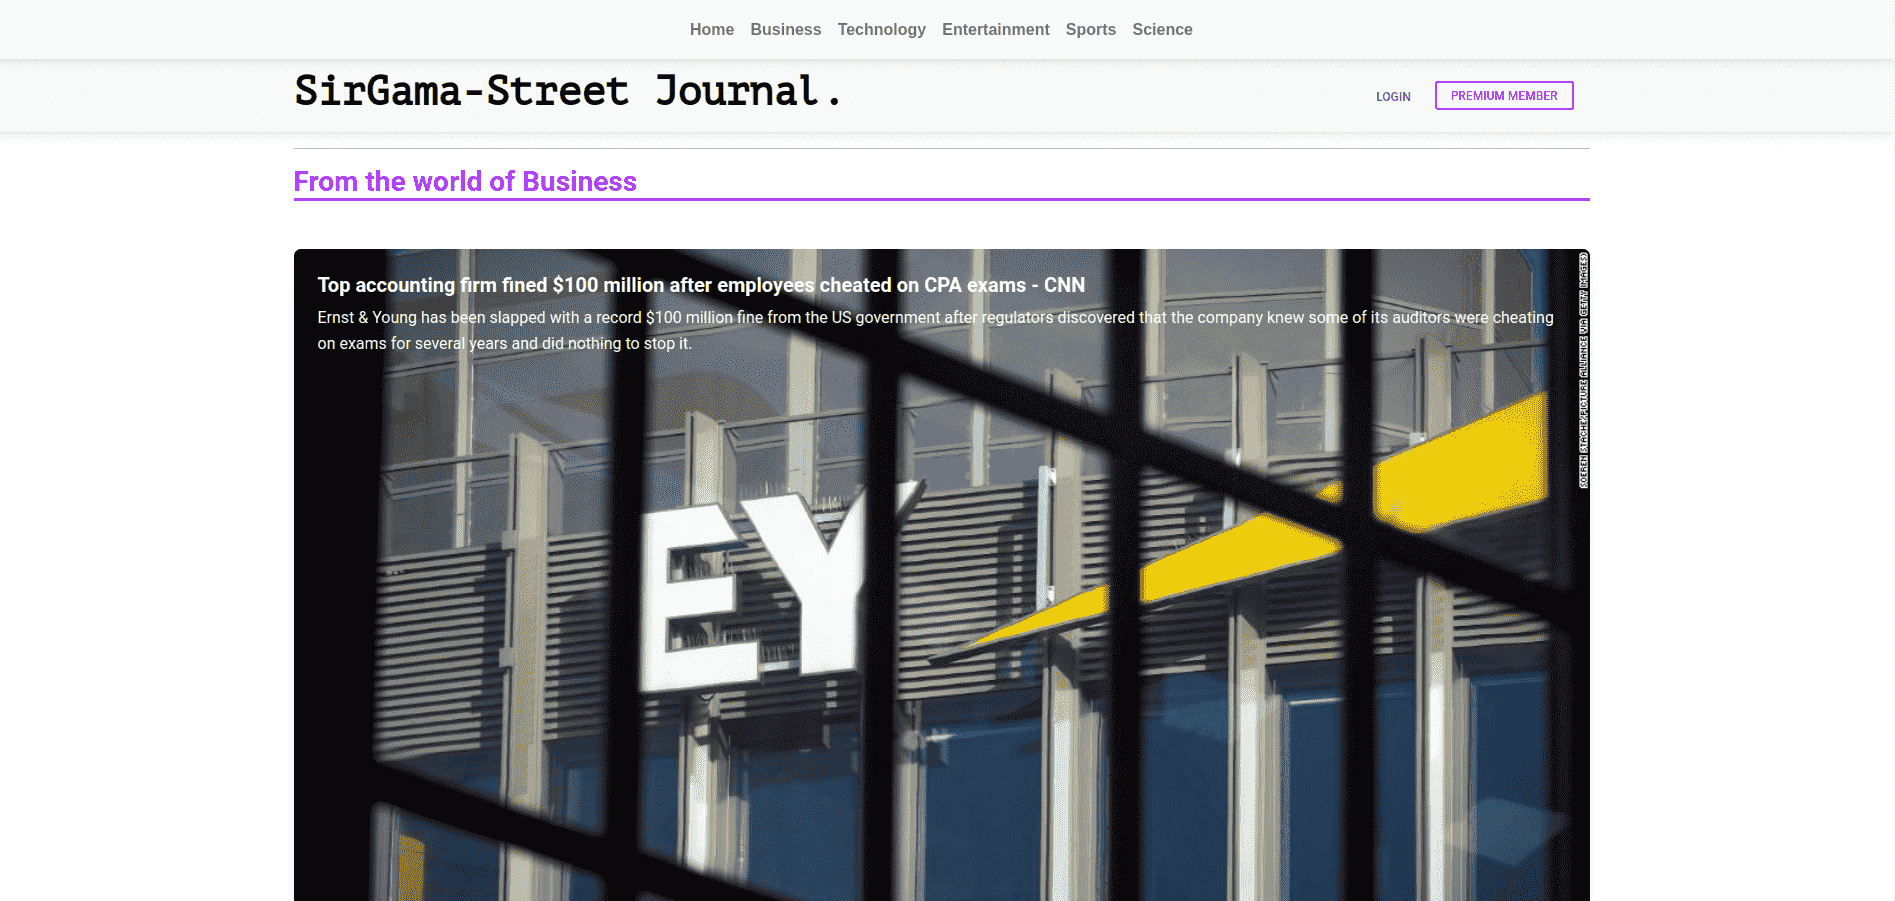 Home Business Technology Entertainment Sports Science
SirGama-Street Journal.
LOGIN
PREMIUM MEMBER
From the world of Business
Top accounting firm fined $100 million after employees cheated on CPA exams - CNN
Ernst & Young has been slapped with a record $100 million fine from the US government after regulators discovered that the company knew some of its auditors were cheating
on exams for several years and did nothing to stop it.
SOEREN STACHE/PICTURE ALLIANCE VIA GETTY IMAGES)
EY